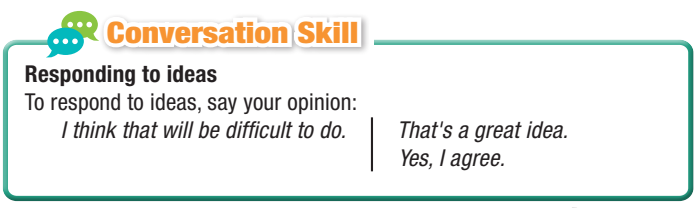 Conversation Skill
Responding to ideas
To respond to ideas, say your opinion:
I think that will be difficult to do.
That's a great idea.
Yes, I agree.